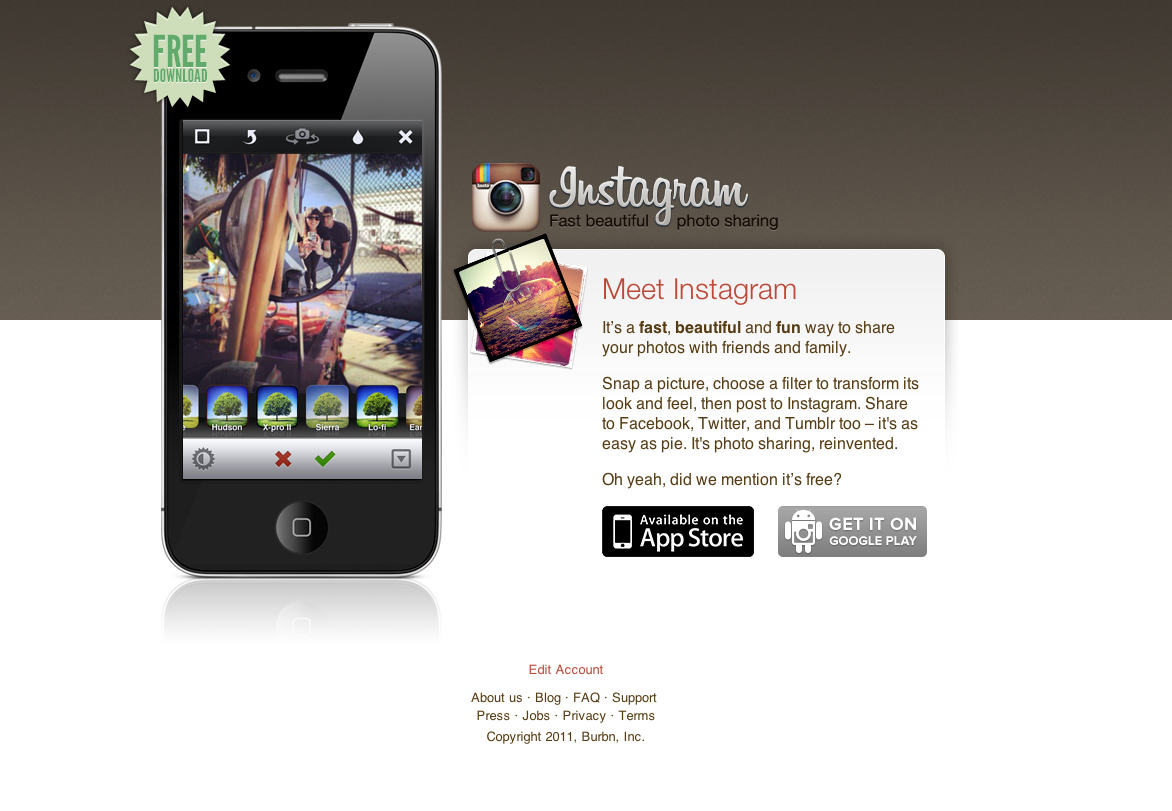 FREE
DOWNLOAD
Instagram
Fast beautiful photo sharing
Meet Instagram
It’s a fast, beautiful and fun way to share
your photos with friends and family.
Snap a picture, choose a filter to transform its
look and feel, then post to Instagram. Share
to Facebook, Twitter, and Tumblr too – it's as
easy as pie. It's photo sharing, reinvented.
Oh yeah, did we mention it’s free?
Available on the
App Store
GET IT ON
GOOGLE PLAY
Hudson
X-pro II
Sierra
Lo-fi
Edit Account
About us · Blog · FAQ · Support
Press · Jobs · Privacy · Terms
Copyright 2011, Burbn, Inc.